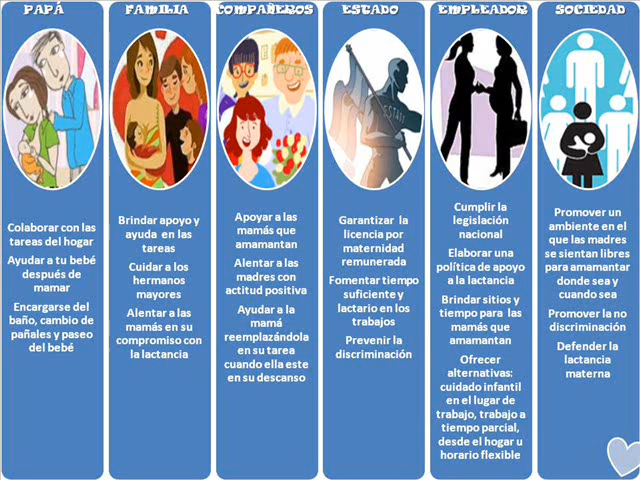 PAPÁ
Colaborar con las
tareas del hogar
Ayudar a tu bebé
después de
mamar
Encargarse del
baño, cambio de
pañales y paseo
del bebé
FAMILIA
Brindar apoyo y
ayuda en las
tareas
Cuidar a los
hermanos
mayores
Alentar a las
mamás en su
compromiso con
la lactancia
COMPAÑEROS
Apoyar a las
mamás que
amamantan
Alentar a las
madres con
actitud positiva
Ayudar a la
mamá
reemplazándola
en su tarea
cuando ella este
en su descanso
ESTADO
ESTADO
Garantizar la
licencia por
maternidad
remunerada
Fomentar tiempo
suficiente y
lactario en los
trabajos
Prevenir la
discriminación
EMPLEADOR
Cumplir la
legislación
nacional
Elaborar una
política de apoyo
a la lactancia
Brindar sitios y
tiempo para las
mamás que
amamantan
Ofrecer
alternativas:
cuidado infantil
en el lugar de
trabajo, trabajo a
tiempo parcial,
desde el hogar u
horario flexible
SOCIEDAD
Promover un
ambiente en el
que las madres
se sientan libres
para amamantar
donde sea y
cuando sea
Promover la no
discriminación
Defender la
lactancia
materna